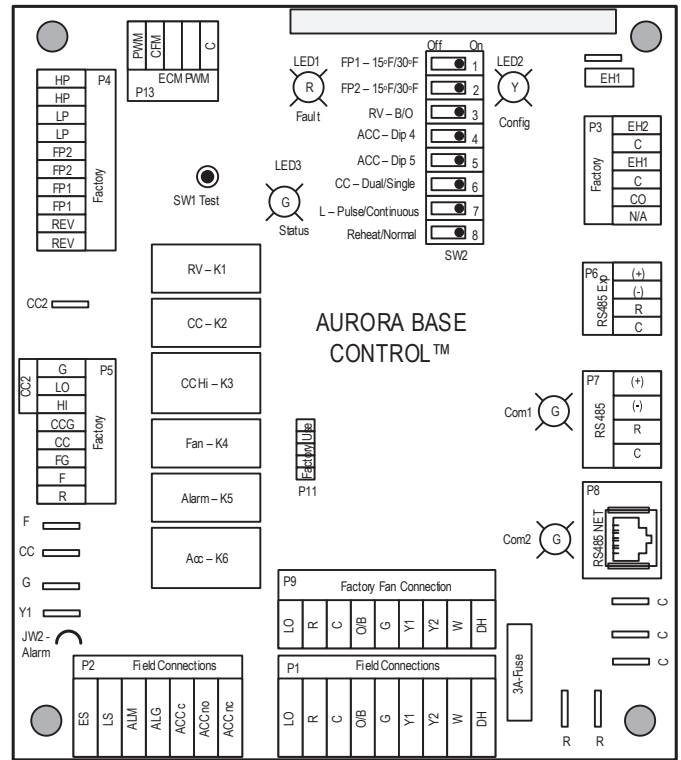 PWM
CFM
C
ECM PWM
P13
Off On
LED1
R
Fault
FP1 – 15ºF/30ºF 1
FP2 – 15ºF/30ºF 2
RV – B/O 3
ACC – Dip 4 4
ACC – Dip 5 5
CC – Dual/Single 6
L – Pulse/Continuous 7
Reheat/Normal 8
SW2
LED2
Y
Config
EH1
P4
HP
HP
LP
LP
FP2
FP2
FP1
FP1
REV
REV
Factory
SW1 Test
LED3
G
Status
P3
Factory
EH2
C
EH1
C
CO
N/A
CC2
RV – K1
CC – K2
CC Hi – K3
Fan – K4
Alarm – K5
Acc – K6
AURORA BASE
CONTROL™
P6
RS485 Exp
(+)
(-)
R
C
P7
RS 485
(+)
(-)
R
C
Com1
G
CC2
P5
G
LO
HI
CCG
CC
FG
F
R
Factory
Factory Use
P11
P8
RS485 NET
Com2
G
F
CC
G
Y1
JW2 -
Alarm
P9
Factory Fan Connection
LO
R
C
O/B
G
Y1
Y2
W
DH
C
C
C
P2
Field Connections
ES
LS
ALM
ALG
ACC c
ACC no
ACC nc
P1
Field Connections
LO
R
C
O/B
G
Y1
Y2
W
DH
3A-Fuse
R
R